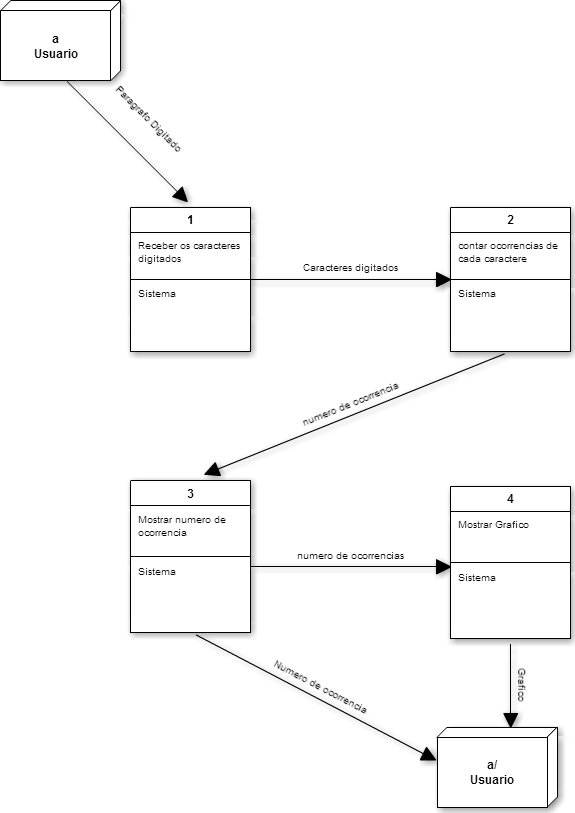 a
Usuario
Paragrafo Digitado
1
Receber os caracteres
digitados
Sistema
Caracteres digitados
2
contar ocorrencias de
cada caractere
Sistema
numero de ocorrencia
3
Mostrar numero de
ocorrencia
Sistema
numero de ocorrencias
4
Mostrar Grafico
Sistema
Numero de ocorrencia
Grafico
a/
Usuario